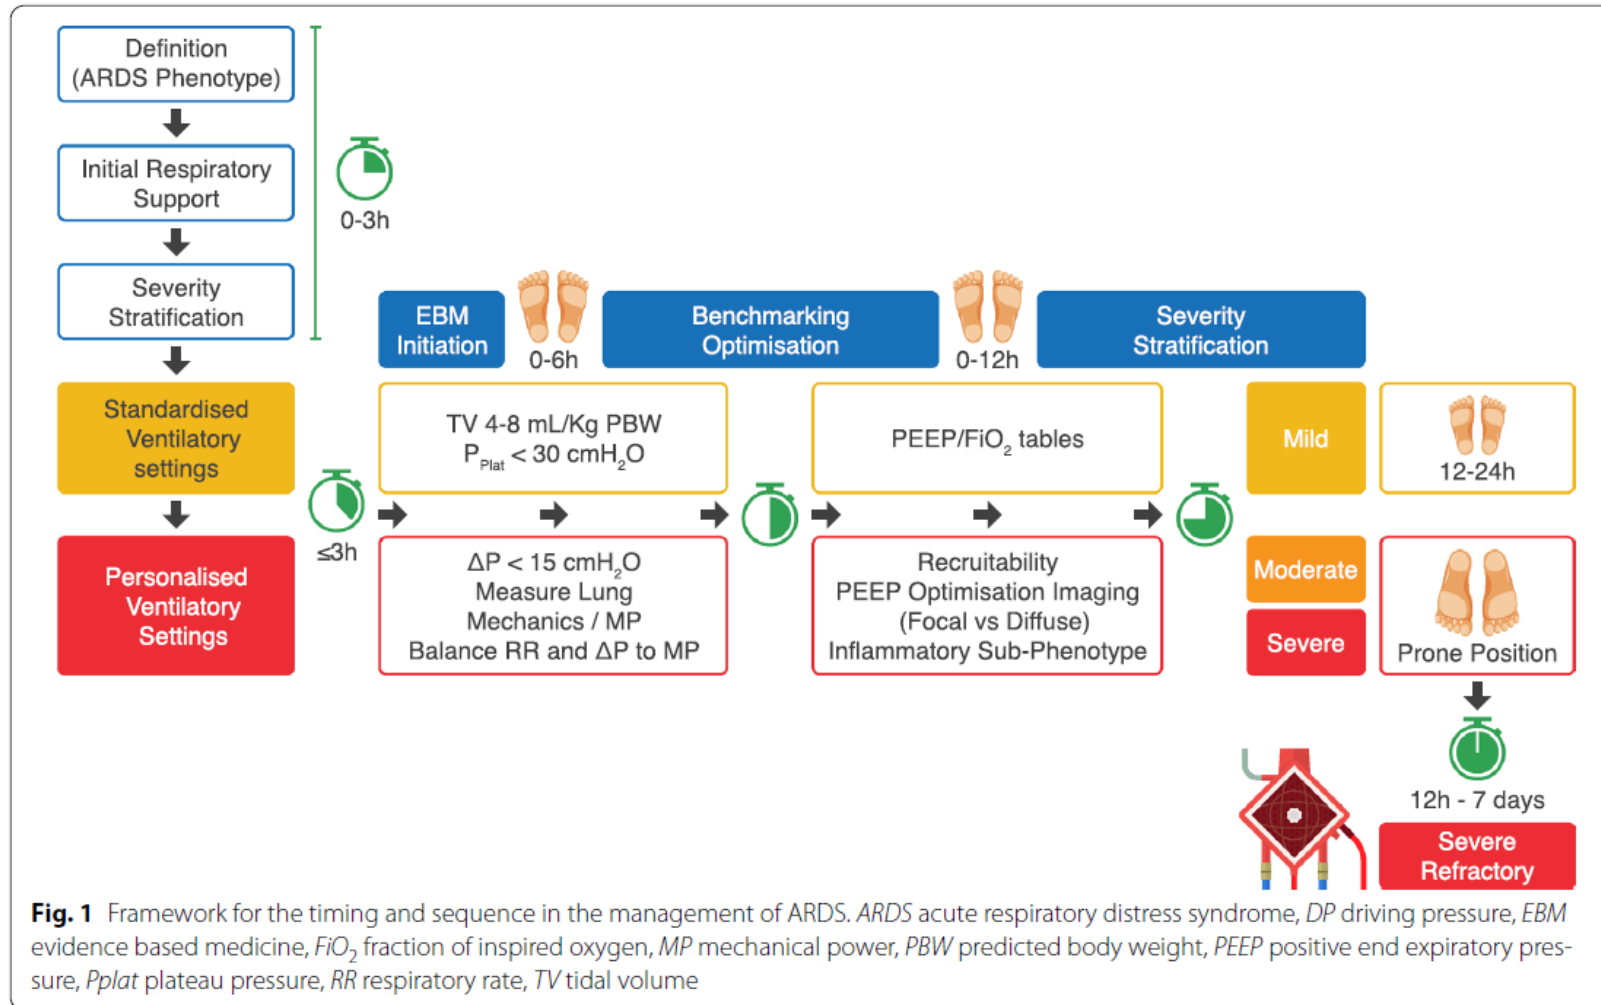 Definition
(ARDS Phenotype)
Initial Respiratory
Support
0-3h
Severity
Stratification
EBM
Initiation
0-6h
Benchmarking
Optimisation
0-12h
Severity
Stratification
Standardised
Ventilatory
settings
TV 4-8 mL/Kg PBW
P_Plat < 30 cmH₂O
PEEP/FiO₂ tables
Mild
12-24h
≤3h
Personalised
Ventilatory
Settings
ΔP < 15 cmH₂O
Measure Lung
Mechanics / MP
Balance RR and ΔP to MP
Recruitability
PEEP Optimisation Imaging
(Focal vs Diffuse)
Inflammatory Sub-Phenotype
Moderate
Severe
Prone Position
12h - 7 days
Severe
Refractory
Fig. 1 Framework for the timing and sequence in the management of ARDS. ARDS acute respiratory distress syndrome, DP driving pressure, EBM
evidence based medicine, FiO₂ fraction of inspired oxygen, MP mechanical power, PBW predicted body weight, PEEP positive end expiratory pres-
sure, Pplat plateau pressure, RR respiratory rate, TV tidal volume